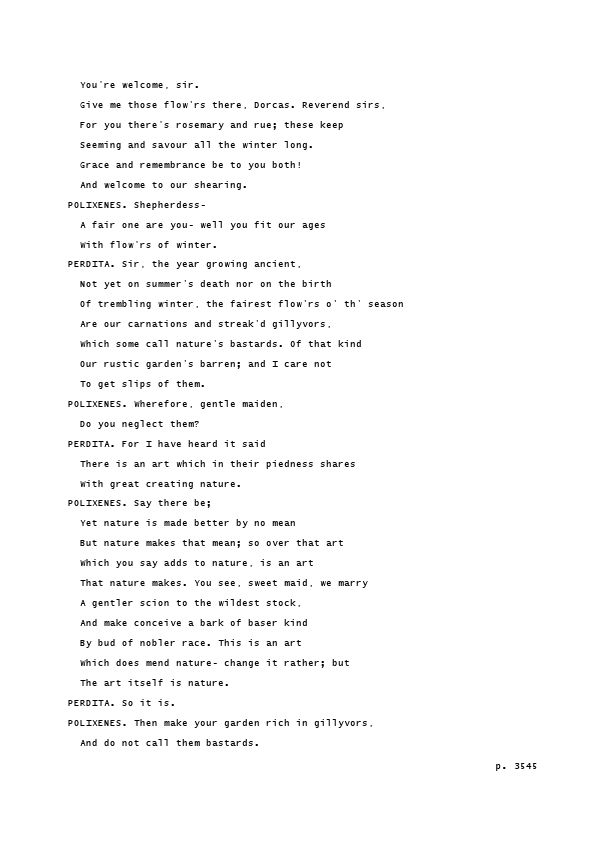 You're welcome, sir.
Give me those flow'rs there, Dorcas. Reverend sirs,
For you there's rosemary and rue; these keep
Seeming and savour all the winter long.
Grace and remembrance be to you both!
And welcome to our shearing.
POLIXENES. Shepherdess-
A fair one are you- well you fit our ages
With flow'rs of winter.
PERDITA. Sir, the year growing ancient,
Not yet on summer's death nor on the birth
Of trembling winter, the fairest flow'rs o' th' season
Are our carnations and streak'd gillyvors,
Which some call nature's bastards. Of that kind
Our rustic garden's barren; and I care not
To get slips of them.
POLIXENES. Wherefore, gentle maiden,
Do you neglect them?
PERDITA. For I have heard it said
There is an art which in their piedness shares
With great creating nature.
POLIXENES. Say there be;
Yet nature is made better by no mean
But nature makes that mean; so over that art
Which you say adds to nature, is an art
That nature makes. You see, sweet maid, we marry
A gentler scion to the wildest stock,
And make conceive a bark of baser kind
By bud of nobler race. This is an art
Which does mend nature- change it rather; but
The art itself is nature.
PERDITA. So it is.
POLIXENES. Then make your garden rich in gillyvors,
And do not call them bastards.
p. 3545